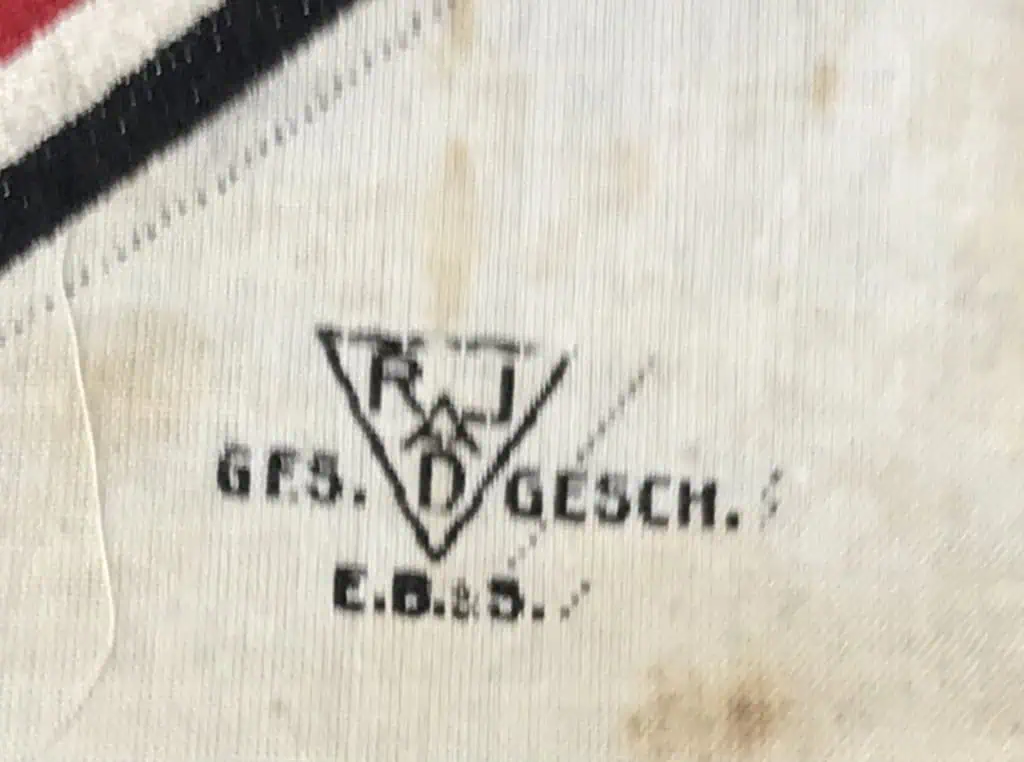 R J
D
GES. GESCH.
E.B.&S.